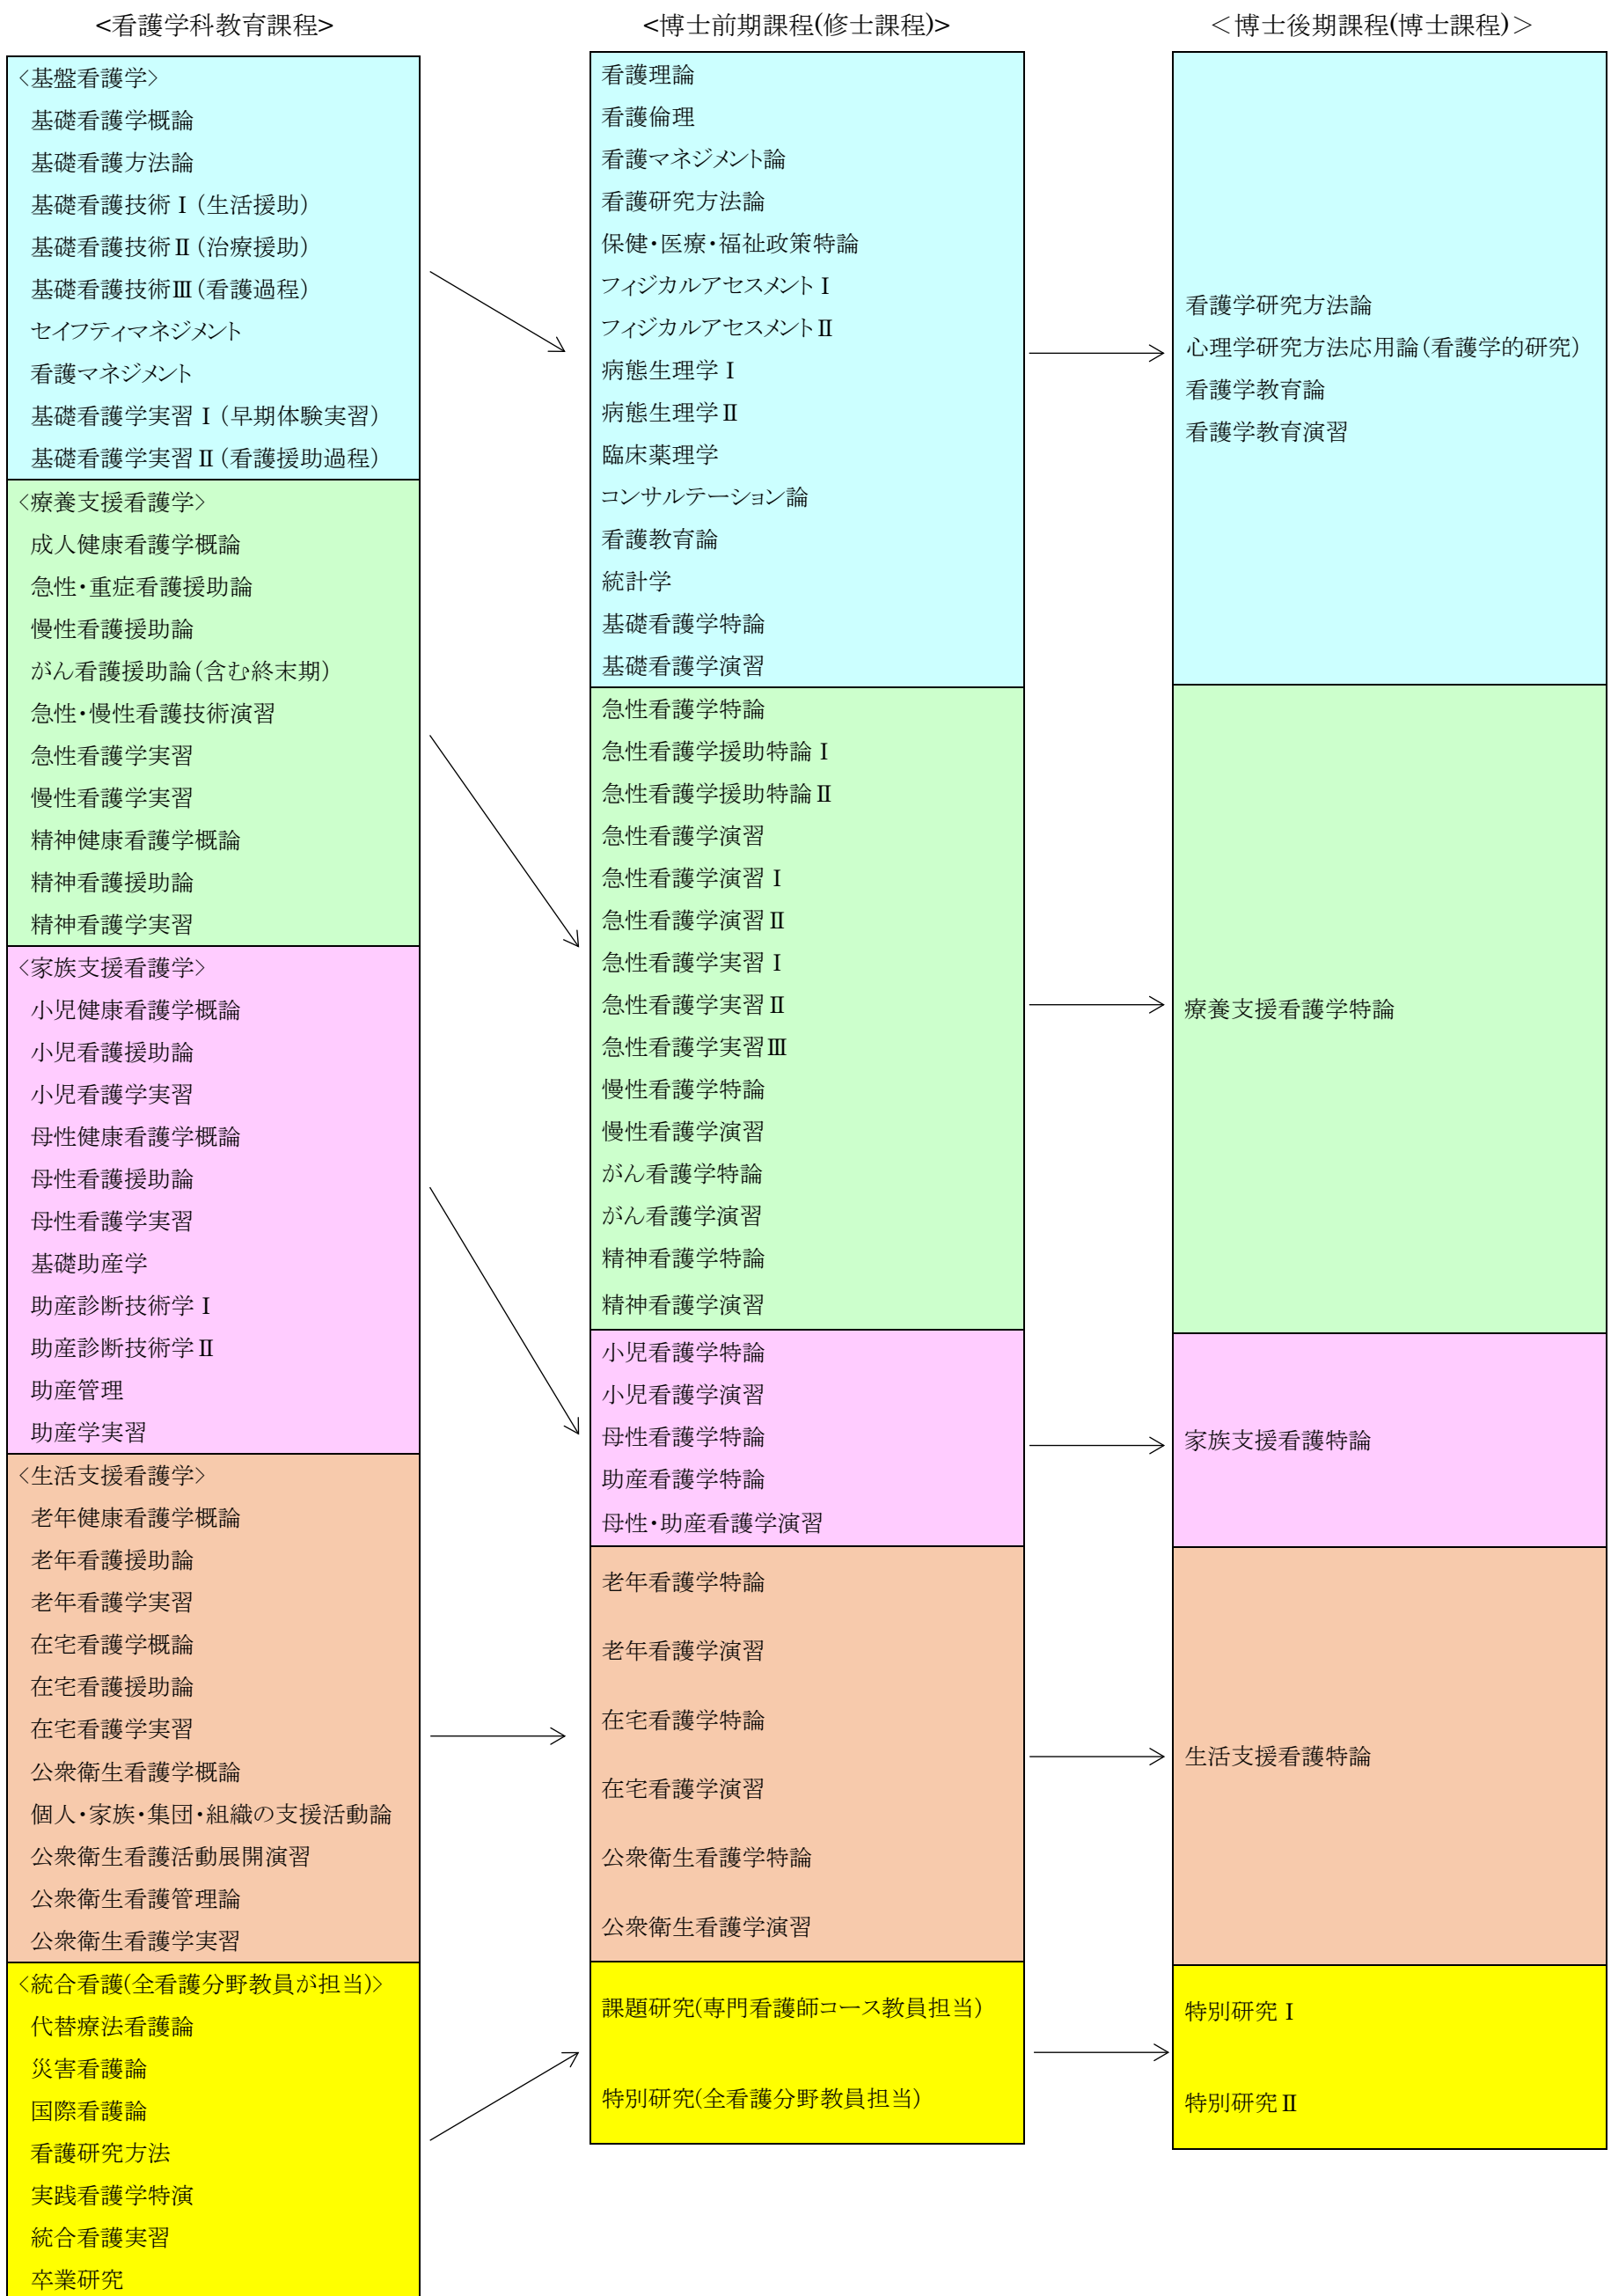 <看護学科教育課程>
〈基盤看護学〉
基礎看護学概論
基礎看護方法論
基礎看護技術Ⅰ(生活援助)
基礎看護技術Ⅱ(治療援助)
基礎看護技術Ⅲ(看護過程)
セイフティマネジメント
看護マネジメント
基礎看護学実習Ⅰ(早期体験実習)
基礎看護学実習Ⅱ(看護援助過程)
〈療養支援看護学〉
成人健康看護学概論
急性・重症看護援助論
慢性看護援助論
がん看護援助論(含む終末期)
急性・慢性看護技術演習
急性看護学実習
慢性看護学実習
精神健康看護学概論
精神看護援助論
精神看護学実習
〈家族支援看護学〉
小児健康看護学概論
小児看護援助論
小児看護学実習
母性健康看護学概論
母性看護援助論
母性看護学実習
基礎助産学
助産診断技術学Ⅰ
助産診断技術学Ⅱ
助産管理
助産学実習
〈生活支援看護学〉
老年健康看護学概論
老年看護援助論
老年看護学実習
在宅看護学概論
在宅看護援助論
在宅看護学実習
公衆衛生看護学概論
個人・家族・集団・組織の支援活動論
公衆衛生看護活動展開演習
公衆衛生看護管理論
公衆衛生看護学実習
〈統合看護(全看護分野教員が担当)〉
代替療法看護論
災害看護論
国際看護論
看護研究方法
実践看護学特演
統合看護実習
卒業研究
<博士前期課程(修士課程)>
看護理論
看護倫理
看護マネジメント論
看護研究方法論
保健・医療・福祉政策特論
フィジカルアセスメントⅠ
フィジカルアセスメントⅡ
病態生理学Ⅰ
病態生理学Ⅱ
臨床薬理学
コンサルテーション論
看護教育論
統計学
基礎看護学特論
基礎看護学演習
急性看護学特論
急性看護学援助特論Ⅰ
急性看護学援助特論Ⅱ
急性看護学演習
急性看護学演習Ⅰ
急性看護学演習Ⅱ
急性看護学実習Ⅰ
急性看護学実習Ⅱ
急性看護学実習Ⅲ
慢性看護学特論
慢性看護学演習
がん看護学特論
がん看護学演習
精神看護学特論
精神看護学演習
小児看護学特論
小児看護学演習
母性看護学特論
助産看護学特論
母性・助産看護学演習
老年看護学特論
老年看護学演習
在宅看護学特論
在宅看護学演習
公衆衛生看護学特論
公衆衛生看護学演習
課題研究(専門看護師コース教員担当)
特別研究(全看護分野教員担当)
＜博士後期課程(博士課程)＞
看護学研究方法論
心理学研究方法応用論(看護学的研究)
看護学教育論
看護学教育演習
療養支援看護学特論
家族支援看護特論
生活支援看護特論
特別研究Ⅰ
特別研究Ⅱ